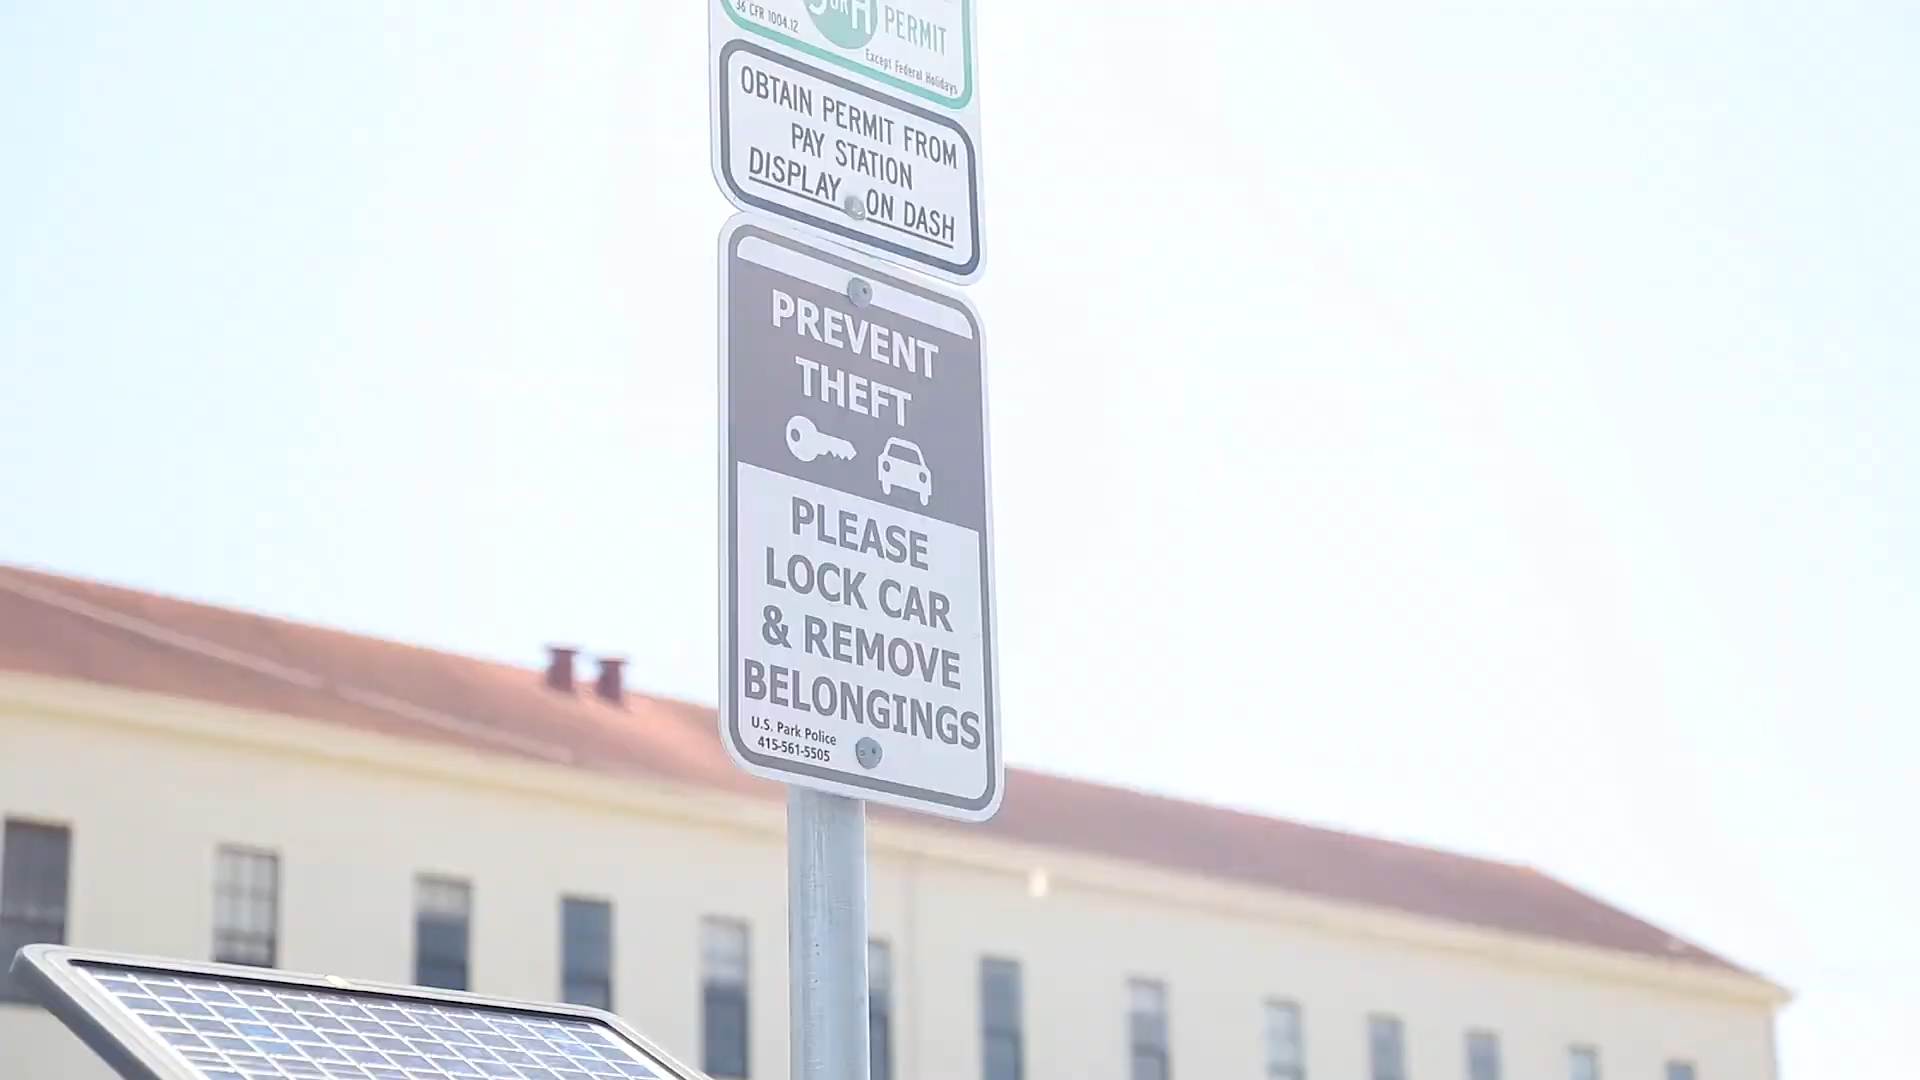 OR H PERMIT
36 CFR 1004.12
Except Federal Holidays
OBTAIN PERMIT FROM
PAY STATION
DISPLAY ON DASH
PREVENT
THEFT
PLEASE
LOCK CAR
& REMOVE
BELONGINGS
U.S. Park Police
415-561-5505